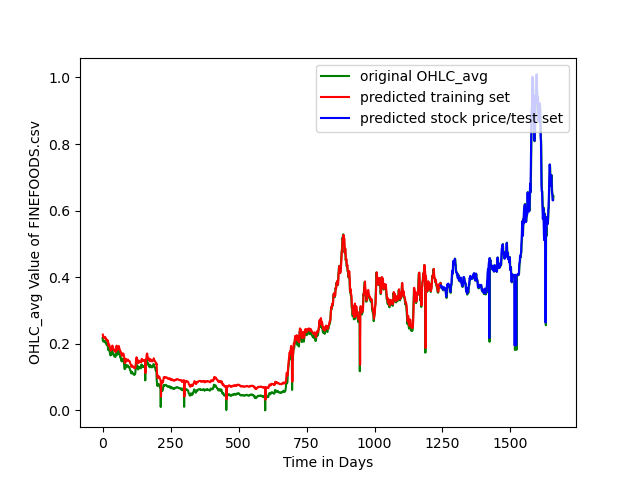 original OHLC_avg
predicted training set
predicted stock price/test set
1.0
0.8
0.6
0.4
0.2
0.0
OHLC_avg Value of FINEFOODS.csv
0 250 500 750 1000 1250 1500
Time in Days